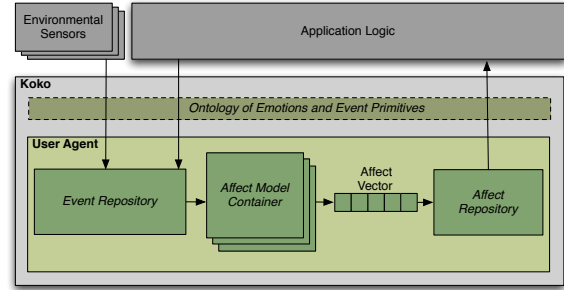 Environmental
Sensors
Application Logic
Koko
Ontology of Emotions and Event Primitives
User Agent
Event Repository
Affect Model
Container
Affect
Vector
Affect
Repository